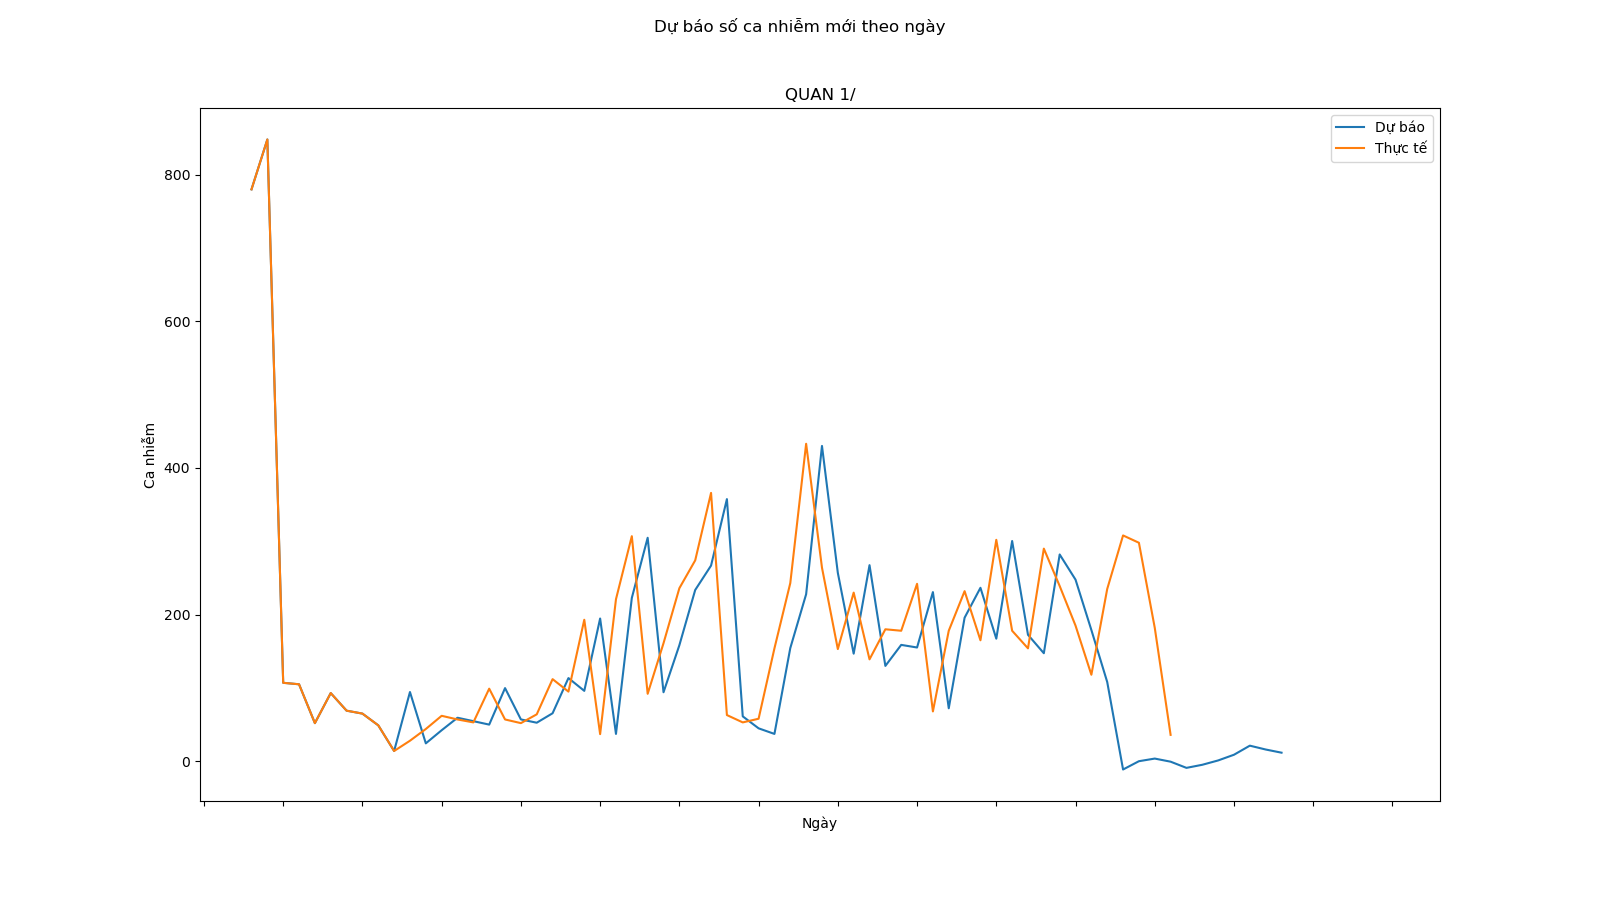 Dự báo số ca nhiễm mới theo ngày
QUAN 1/
Dự báo
Thực tế
800
600
400
200
0
Ca nhiễm
Ngày